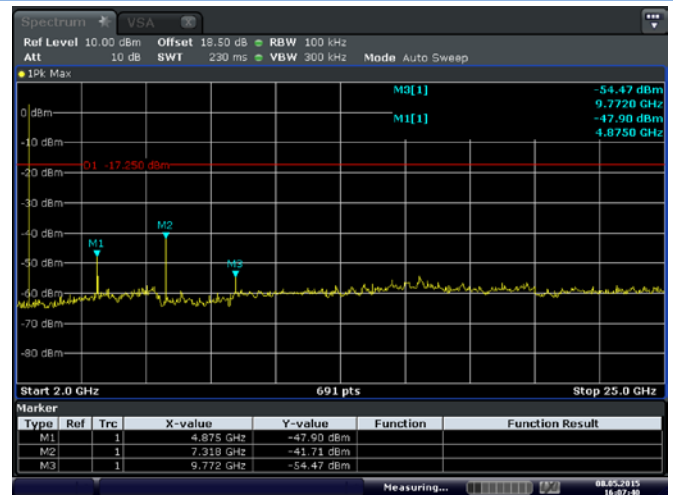 Spectrum VSA
Ref Level 10.00 dBm Offset 18.50 dB RBW 100 kHz
Att 10 dB SWT 230 ms VBW 300 kHz Mode Auto Sweep
1Pk Max
M3[1] -54.47 dBm
9.7720 GHz
0 dBm
M1[1] -47.90 dBm
4.8750 GHz
-10 dBm
D1 -17.250 dBm
-20 dBm
-30 dBm
M2
-40 dBm
M1
-50 dBm
M3
-60 dBm
-70 dBm
-80 dBm
Start 2.0 GHz 691 pts Stop 25.0 GHz
Marker
Type Ref Trc X-value Y-value Function Function Result
M1 1 4.875 GHz -47.90 dBm
M2 1 7.318 GHz -41.71 dBm
M3 1 9.772 GHz -54.47 dBm
Measuring... 08.05.2015
16:07:40